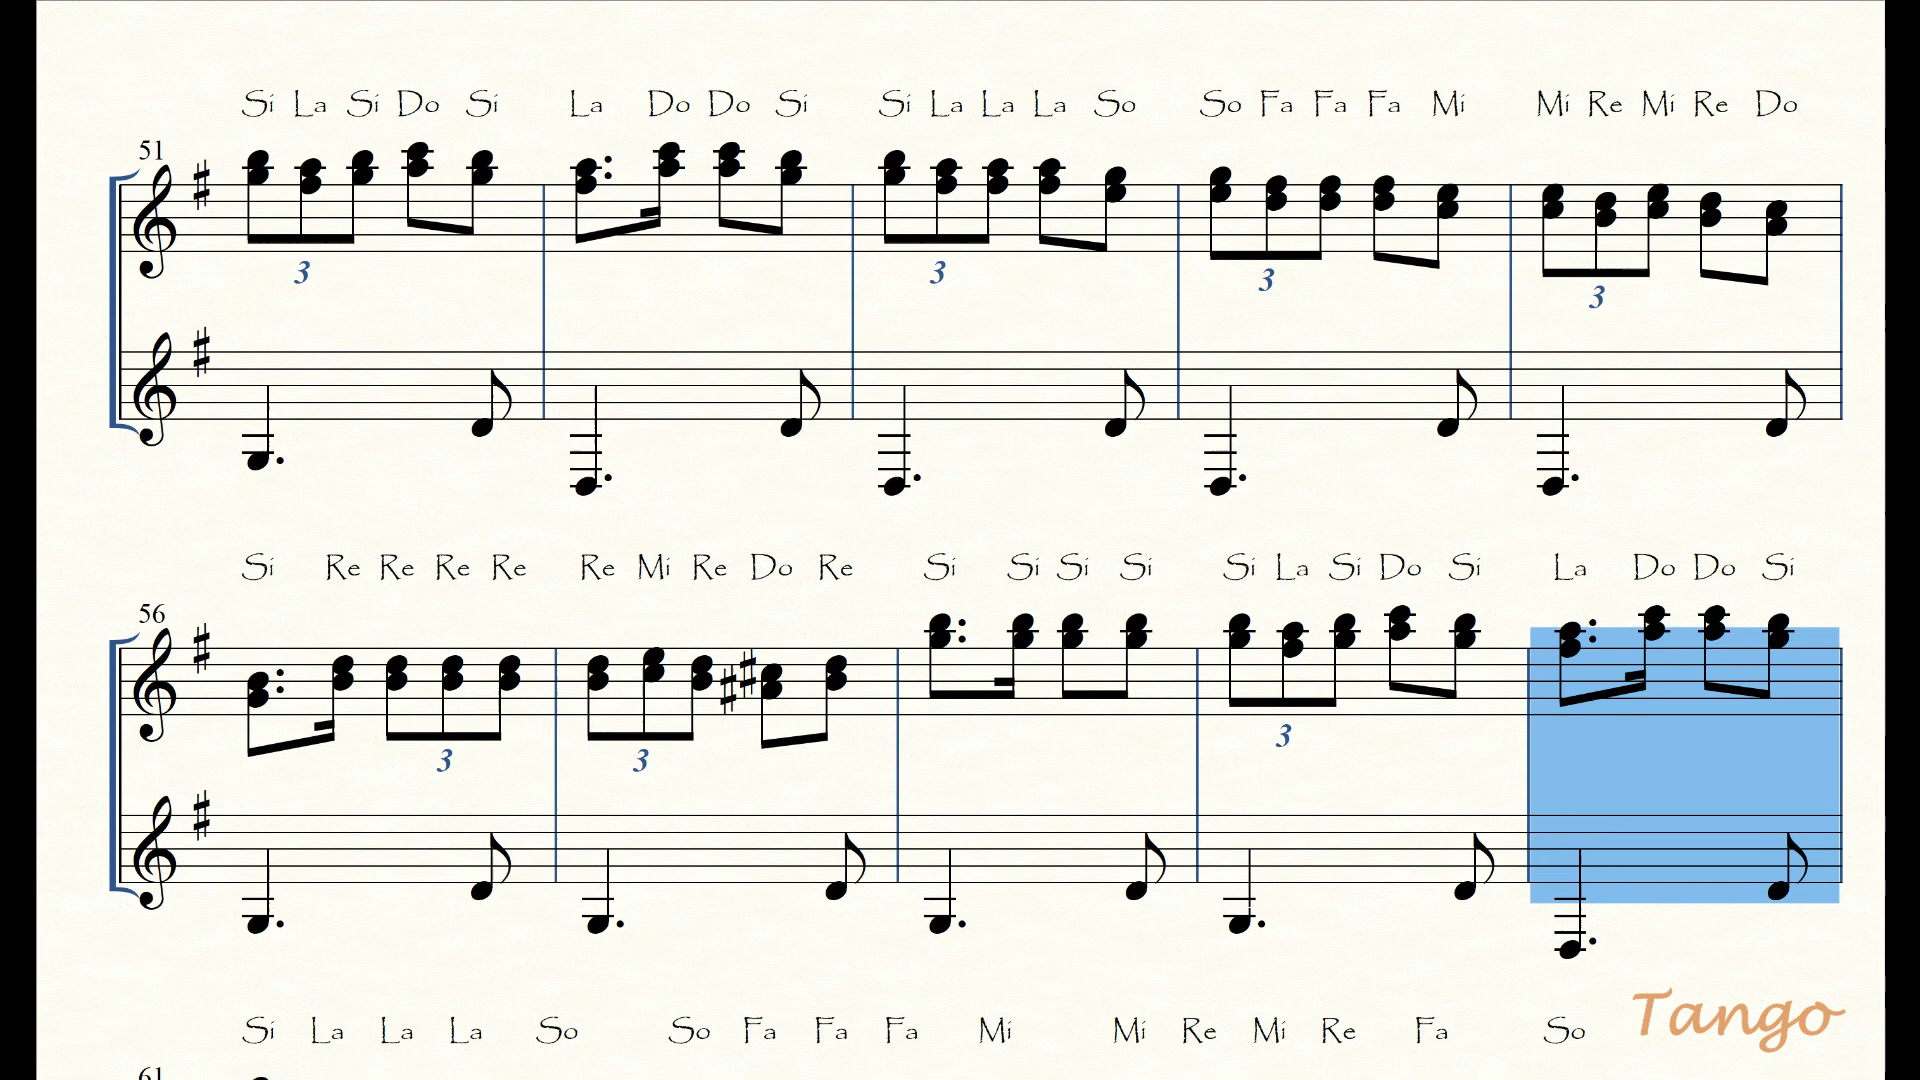 Si La Si Do Si La Do Do Si Si La La La So So Fa Fa Fa Mi Mi Re Mi Re Do
51
3 3 3 3
Si Re Re Re Re Re Mi Re Do Re Si Si Si Si Si La Si Do Si La Do Do Si
56
3 3 3
Si La La La So So Fa Fa Fa Mi Mi Re Mi Re Fa So
Tango
61